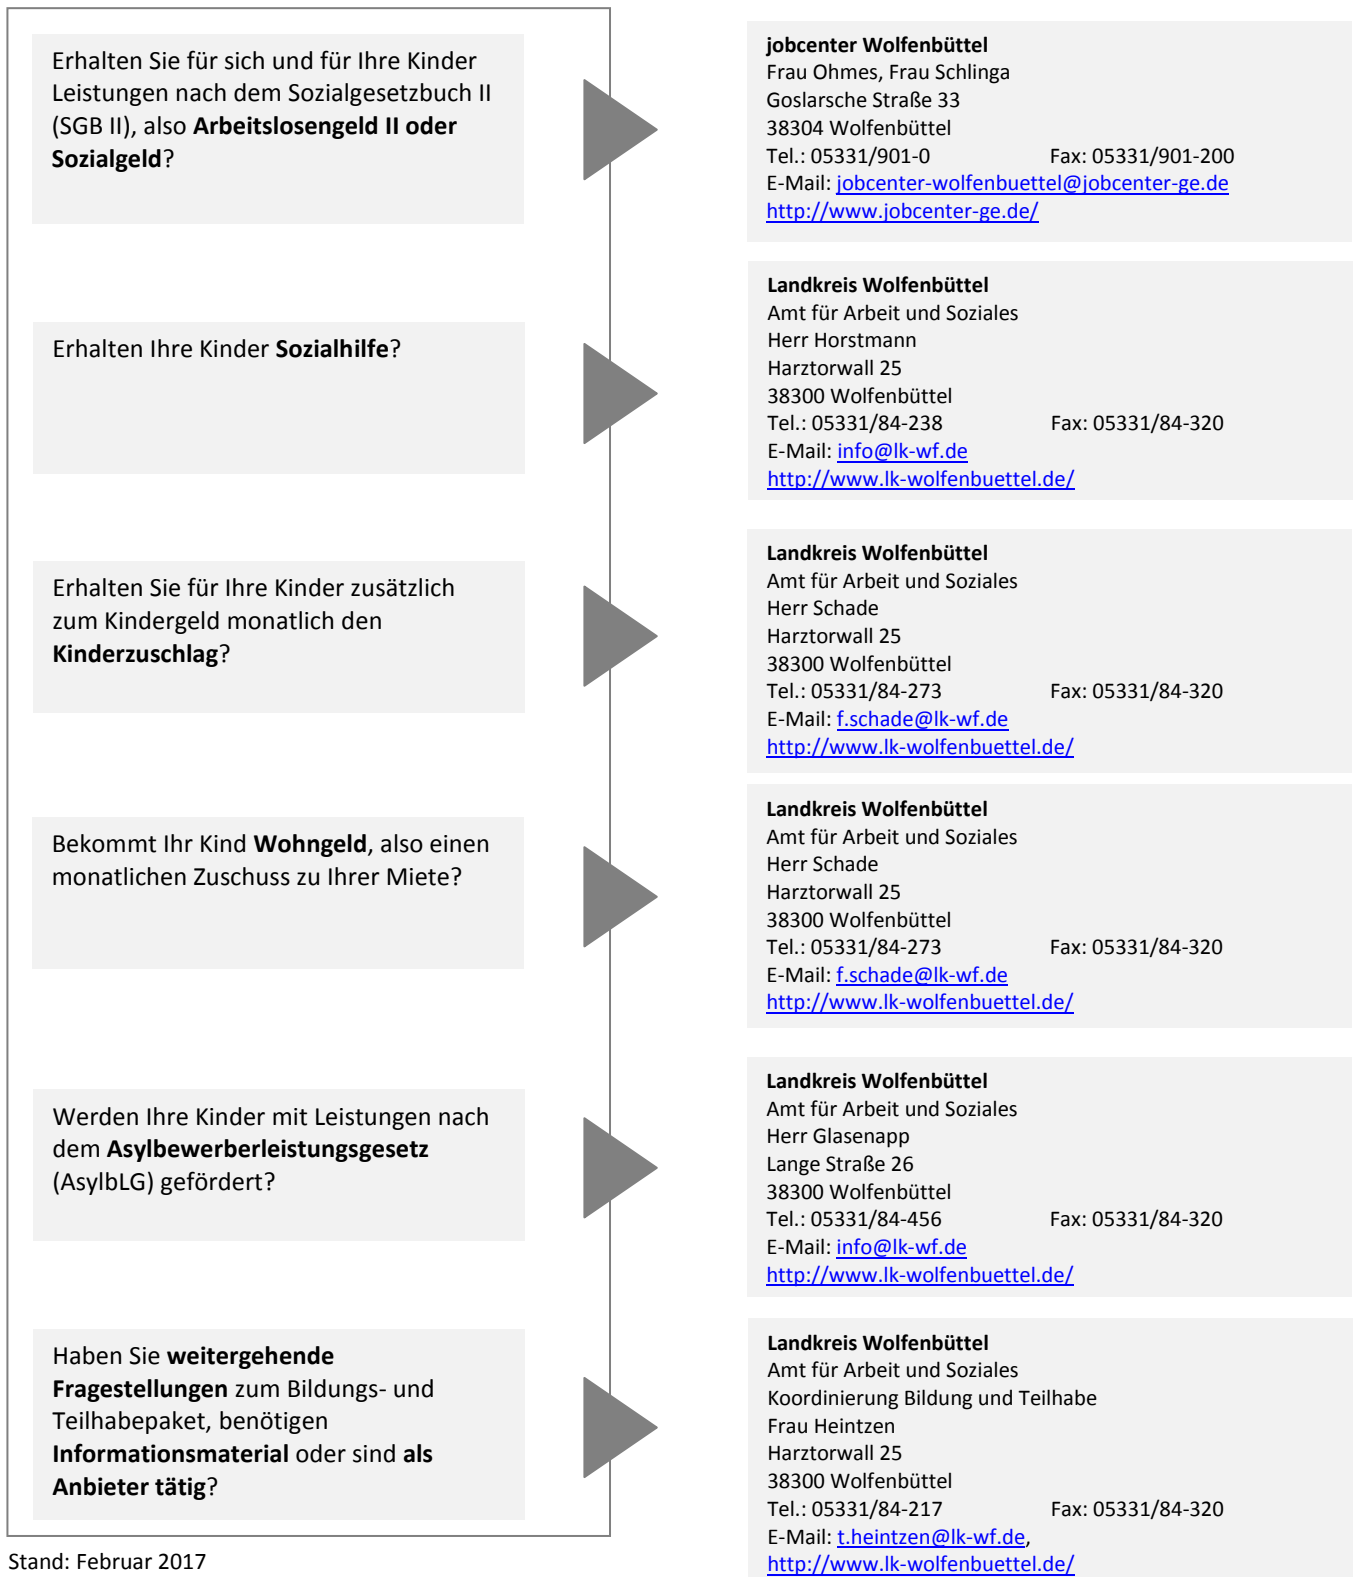 Erhalten Sie für sich und für Ihre Kinder
Leistungen nach dem Sozialgesetzbuch II
(SGB II), also Arbeitslosengeld II oder
Sozialgeld?
jobcenter Wolfenbüttel
Frau Ohmes, Frau Schlinga
Goslarsche Straße 33
38304 Wolfenbüttel
Tel.: 05331/901-0 Fax: 05331/901-200
E-Mail: jobcenter-wolfenbuettel@jobcenter-ge.de
http://www.jobcenter-ge.de/
Erhalten Ihre Kinder Sozialhilfe?
Landkreis Wolfenbüttel
Amt für Arbeit und Soziales
Herr Horstmann
Harztorwall 25
38300 Wolfenbüttel
Tel.: 05331/84-238 Fax: 05331/84-320
E-Mail: info@lk-wf.de
http://www.lk-wolfenbuettel.de/
Erhalten Sie für Ihre Kinder zusätzlich
zum Kindergeld monatlich den
Kinderzuschlag?
Landkreis Wolfenbüttel
Amt für Arbeit und Soziales
Herr Schade
Harztorwall 25
38300 Wolfenbüttel
Tel.: 05331/84-273 Fax: 05331/84-320
E-Mail: f.schade@lk-wf.de
http://www.lk-wolfenbuettel.de/
Bekommt Ihr Kind Wohngeld, also einen
monatlichen Zuschuss zu Ihrer Miete?
Landkreis Wolfenbüttel
Amt für Arbeit und Soziales
Herr Schade
Harztorwall 25
38300 Wolfenbüttel
Tel.: 05331/84-273 Fax: 05331/84-320
E-Mail: f.schade@lk-wf.de
http://www.lk-wolfenbuettel.de/
Werden Ihre Kinder mit Leistungen nach
dem Asylbewerberleistungsgesetz
(AsylbLG) gefördert?
Landkreis Wolfenbüttel
Amt für Arbeit und Soziales
Herr Glasenapp
Lange Straße 26
38300 Wolfenbüttel
Tel.: 05331/84-456 Fax: 05331/84-320
E-Mail: info@lk-wf.de
http://www.lk-wolfenbuettel.de/
Haben Sie weitergehende
Fragestellungen zum Bildungs- und
Teilhabepaket, benötigen
Informationsmaterial oder sind als
Anbieter tätig?
Landkreis Wolfenbüttel
Amt für Arbeit und Soziales
Koordinierung Bildung und Teilhabe
Frau Heintzen
Harztorwall 25
38300 Wolfenbüttel
Tel.: 05331/84-217 Fax: 05331/84-320
E-Mail: t.heintzen@lk-wf.de,
http://www.lk-wolfenbuettel.de/
Stand: Februar 2017